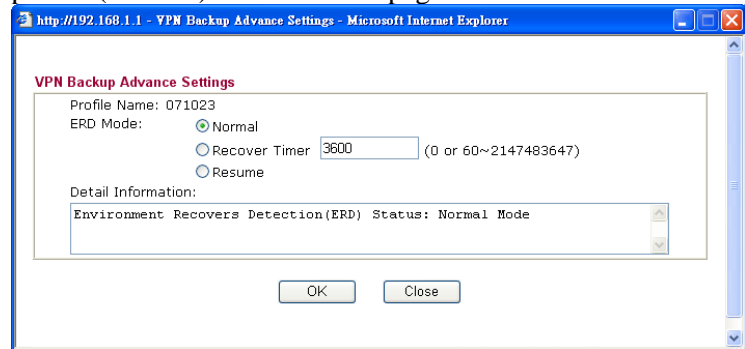 http://192.168.1.1 - VPN Backup Advance Settings - Microsoft Internet Explorer
VPN Backup Advance Settings
Profile Name: 071023
ERD Mode: Normal
Recover Timer 3600 (0 or 60~2147483647)
Resume
Detail Information:
Environment Recovers Detection(ERD) Status: Normal Mode
OK Close